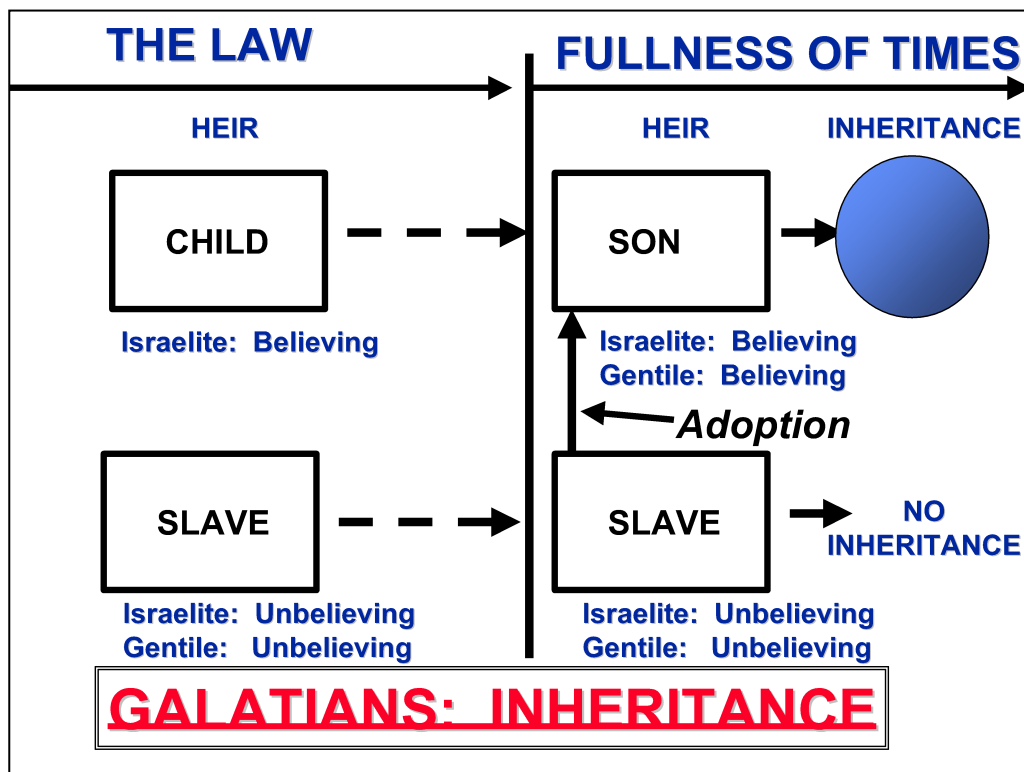 THE LAW
FULLNESS OF TIMES
HEIR
HEIR
INHERITANCE
CHILD
SON
Israelite:  Believing
Israelite:  Believing
Gentile:  Believing
Adoption
SLAVE
SLAVE
NO
INHERITANCE
Israelite:  Unbelieving
Gentile:   Unbelieving
Israelite:  Unbelieving
Gentile:   Unbelieving
GALATIANS:  INHERITANCE